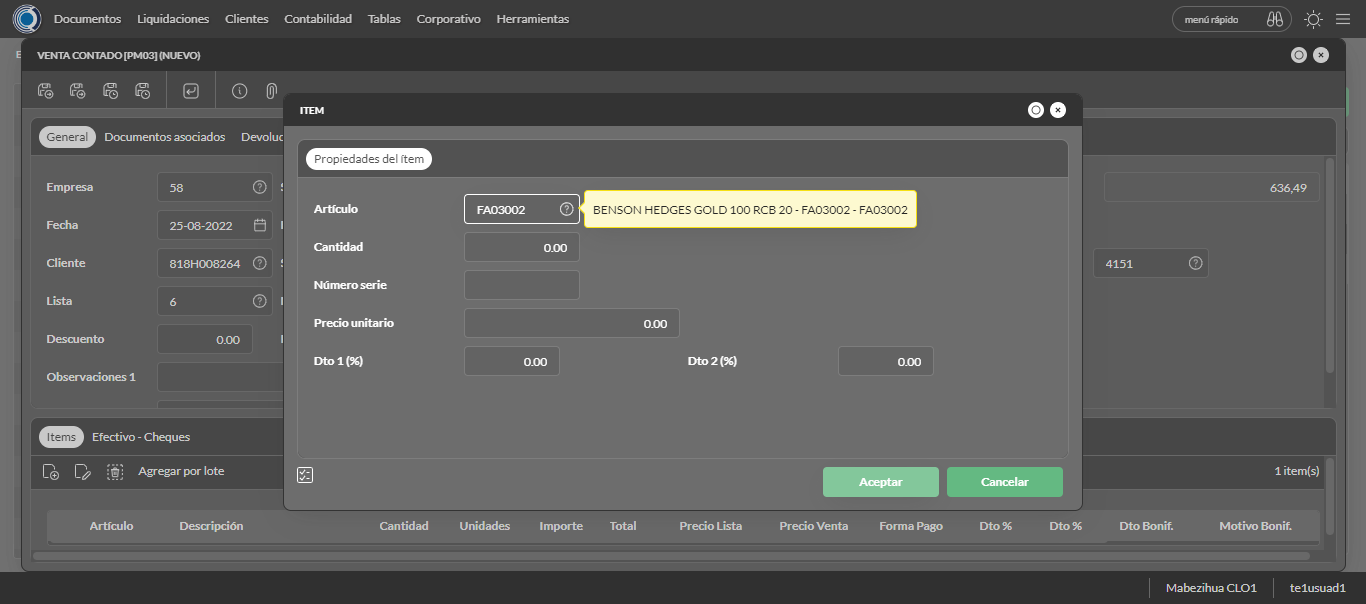 Documentos Liquidaciones Clientes Contabilidad Tablas Corporativo Herramientas menú rápido
VENTA CONTADO [PM03] (NUEVO)
ITEM
General Documentos asociados Devoluc
Propiedades del ítem
Empresa 58 636,49
Artículo FA03002 BENSON HEDGES GOLD 100 RCB 20 - FA03002 - FA03002
Fecha 25-08-2022
Cantidad 0.00
Cliente 818H008264 4151
Número serie
Lista 6
Precio unitario 0.00
Descuento 0.00
Dto 1 (%) 0.00 Dto 2 (%) 0.00
Observaciones 1
Items Efectivo - Cheques
Agregar por lote 1 item(s)
Aceptar Cancelar
Artículo Descripción Cantidad Unidades Importe Total Precio Lista Precio Venta Forma Pago Dto % Dto % Dto Bonif. Motivo Bonif.
Mabezihua CLO1 te1usuad1